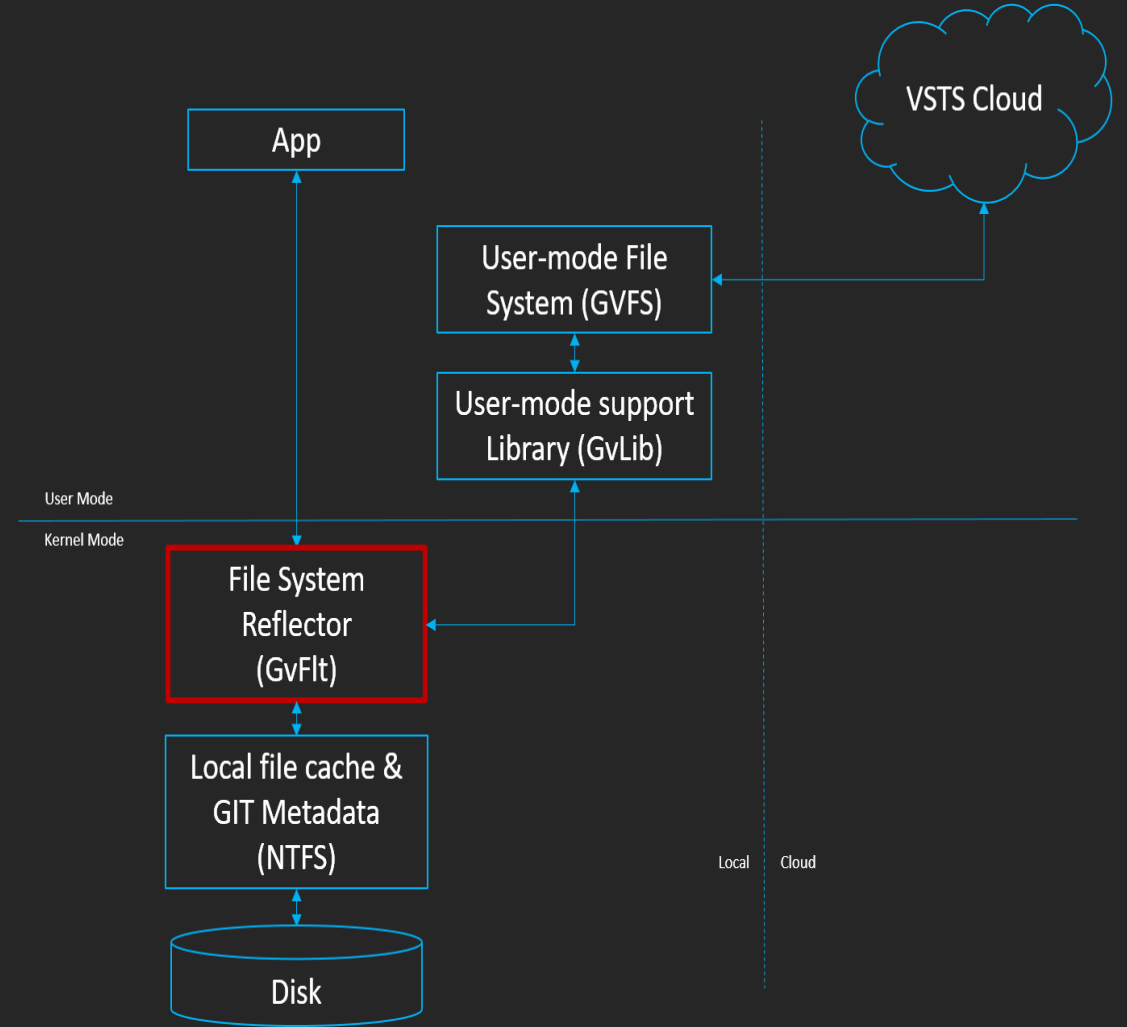 VSTS Cloud
App
User-mode File
System (GVFS)
User-mode support
Library (GvLib)
User Mode
Kernel Mode
File System
Reflector
(GvFlt)
Local file cache &
GIT Metadata
(NTFS)
Local
Cloud
Disk